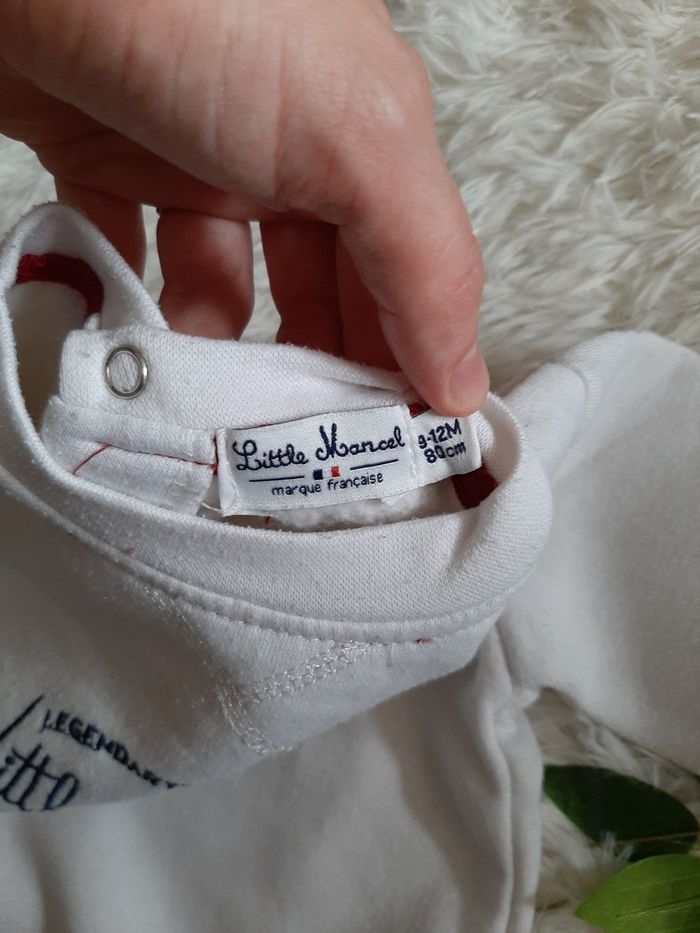 Little Marcel
marque française
9-12M
80cm
LEGENDARY